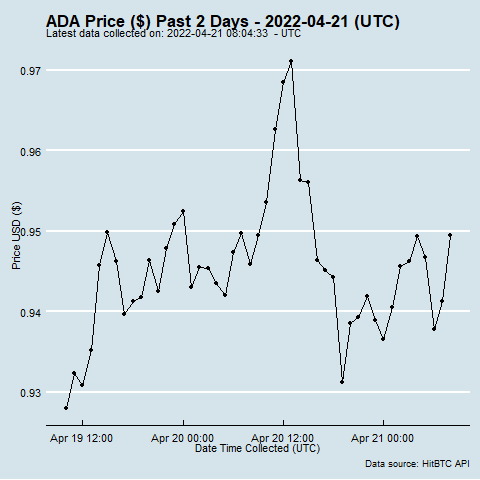 ADA Price ($) Past 2 Days - 2022-04-21 (UTC)
Latest data collected on: 2022-04-21 08:04:33 - UTC
0.97
0.96
0.95
0.94
0.93
Price USD ($)
Apr 19 12:00
Apr 20 00:00
Apr 20 12:00
Apr 21 00:00
Date Time Collected (UTC)
Data source: HitBTC API